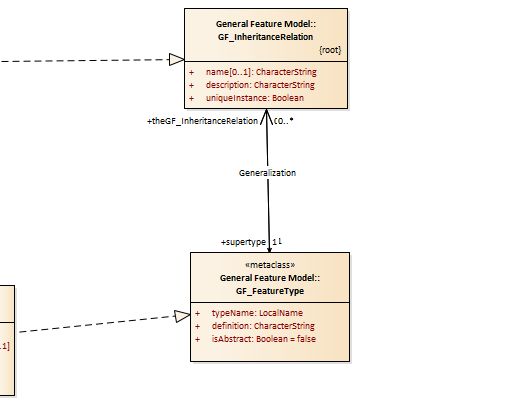 General Feature Model::
GF_InheritanceRelation
{root}
+ name[0..1]: CharacterString
+ description: CharacterString
+ uniqueInstance: Boolean
+theGF_InheritanceRelation 0..*
Generalization
+supertype 1
«metaclass»
General Feature Model::
GF_FeatureType
+ typeName: LocalName
+ definition: CharacterString
+ isAbstract: Boolean = false
.1]